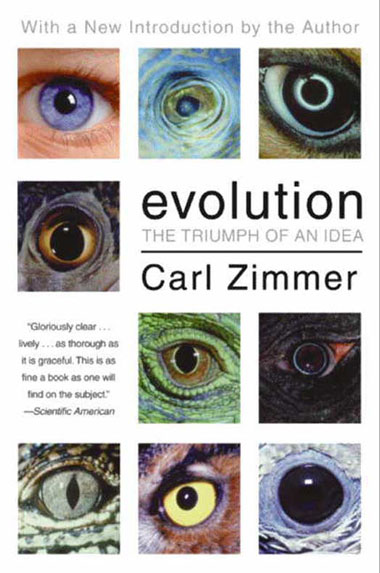 With a New Introduction by the Author
evolution
THE TRIUMPH OF AN IDEA
Carl Zimmer
"Gloriously clear . . .
lively . . . as thorough as
it is graceful. This is as
fine a book as one will
find on the subject."
—Scientific American